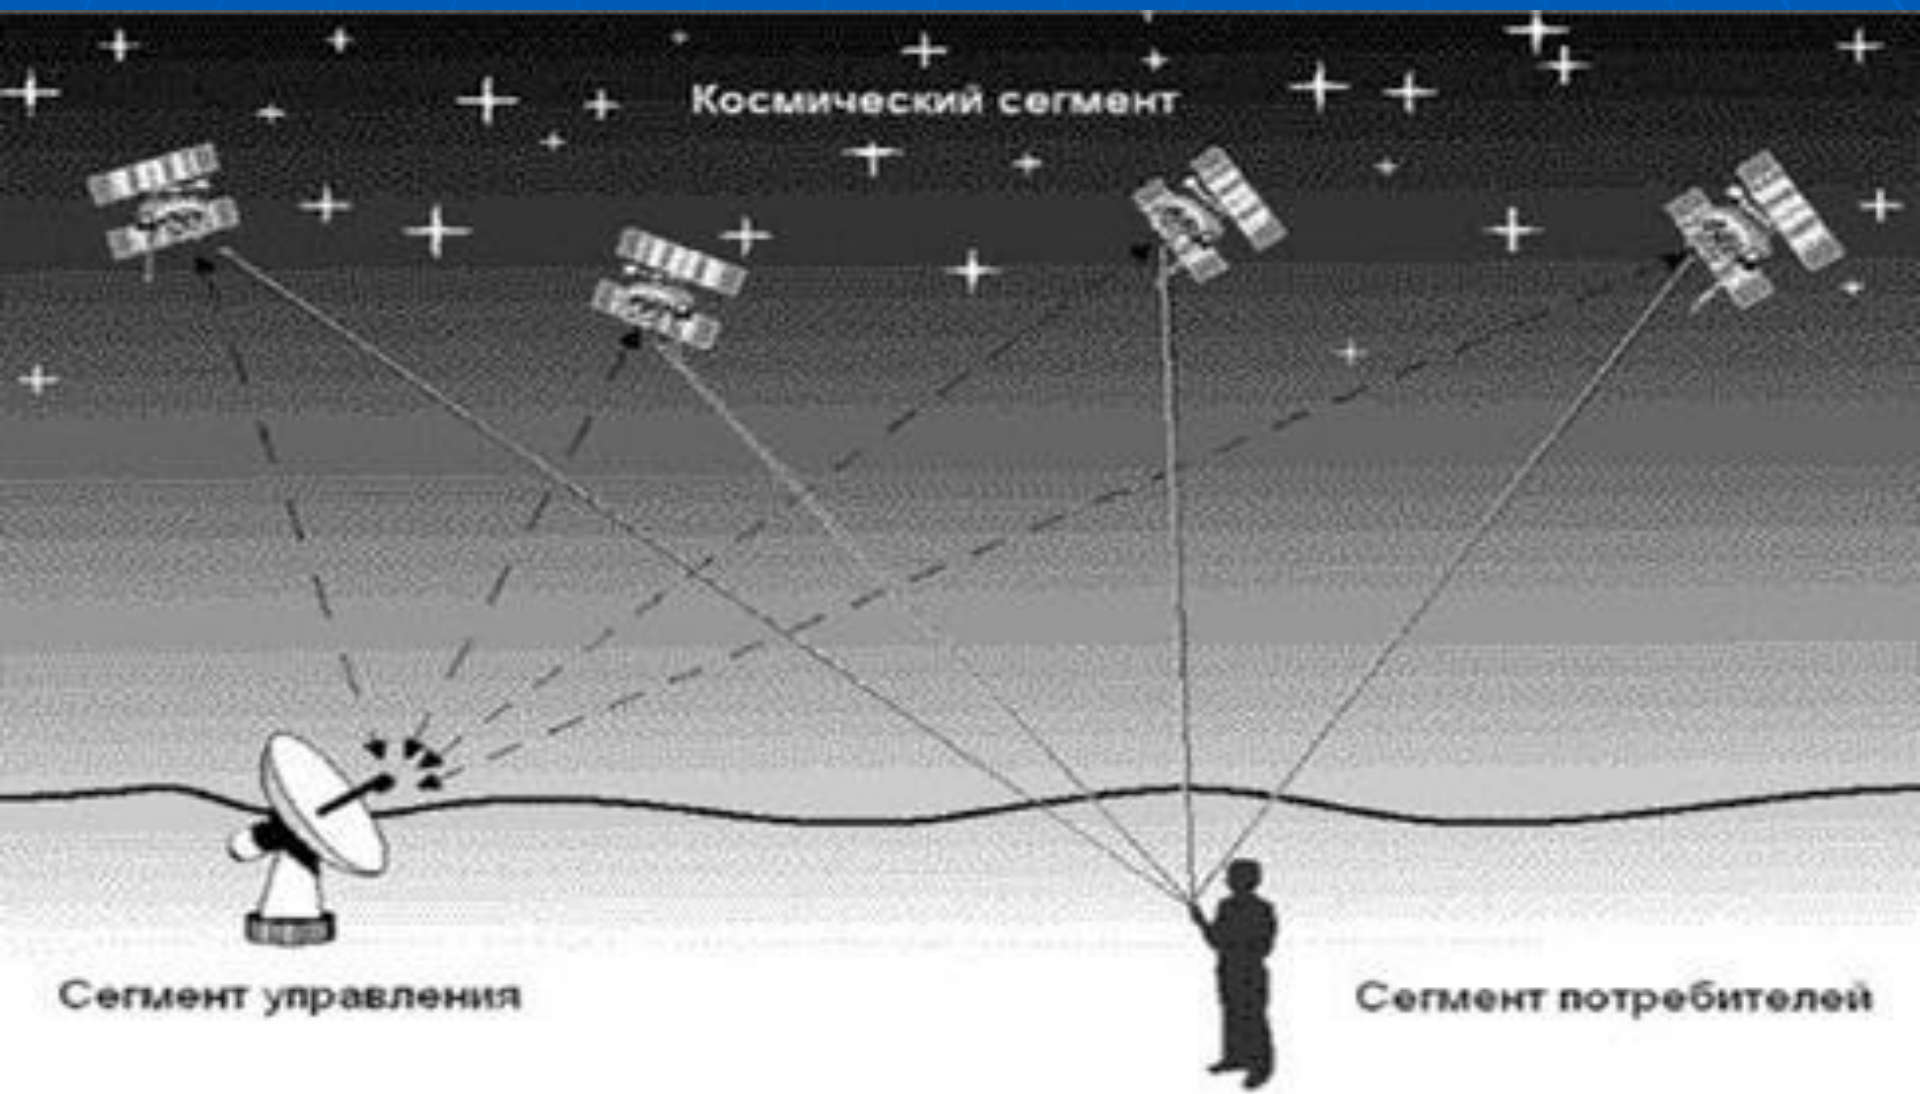 Космический сегмент
Сегмент управления
Сегмент потребителей